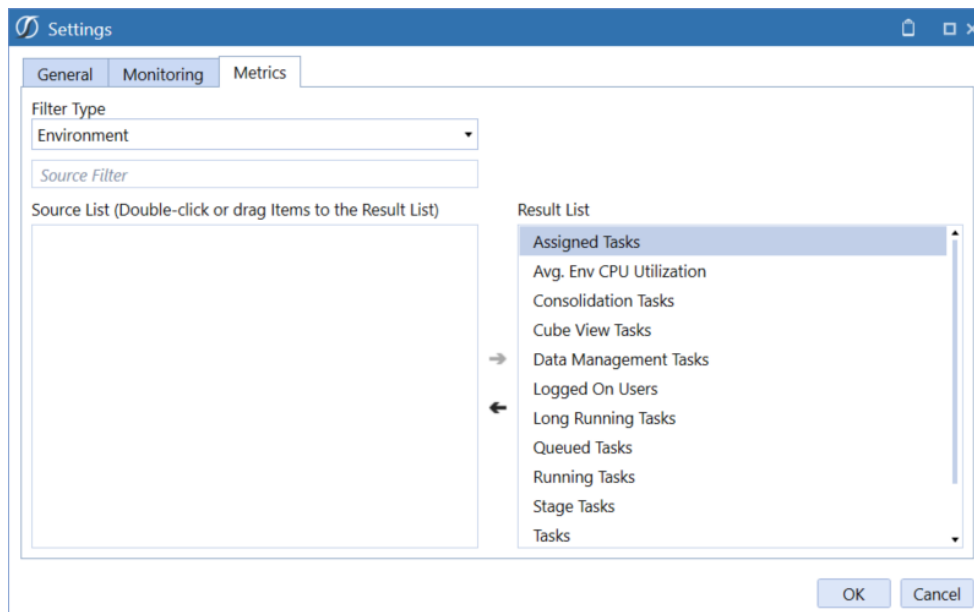 Settings
General Monitoring Metrics
Filter Type
Environment
Source Filter
Source List (Double-click or drag Items to the Result List)
Result List
Assigned Tasks
Avg. Env CPU Utilization
Consolidation Tasks
Cube View Tasks
Data Management Tasks
Logged On Users
Long Running Tasks
Queued Tasks
Running Tasks
Stage Tasks
Tasks
OK Cancel